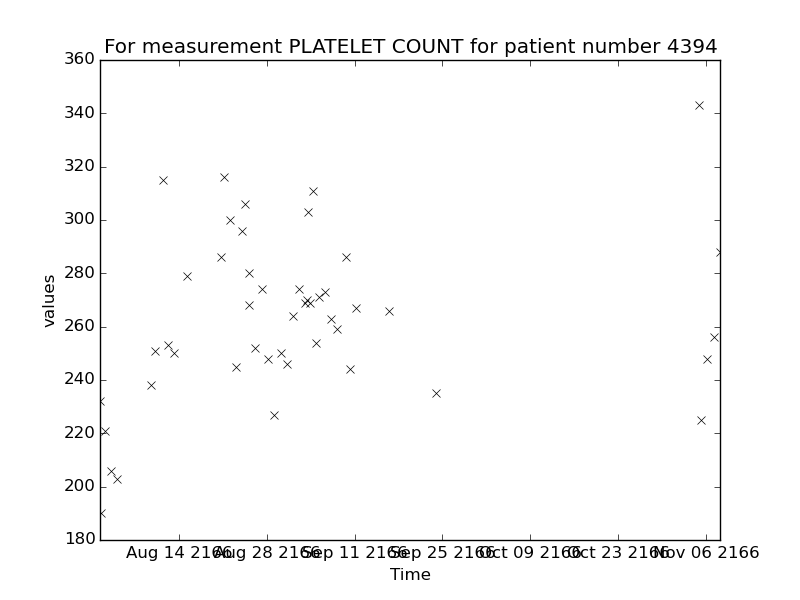 For measurement PLATELET COUNT for patient number 4394
360
340
320
300
280
260
240
220
200
180
values
Aug 14 2166 Aug 28 2166 Sep 11 2166 Sep 25 2166 Oct 09 2166 Oct 23 2166 Nov 06 2166
Time